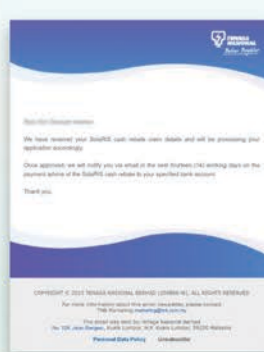 TENAGA
NASIONAL
Better. Brighter.
We have received your SolaRIS cash rebate claim details and will be processing your
application accordingly.
Once approved, we will notify you via email in the next fourteen (14) working days on the
payment advice of the SolaRIS cash rebate to your specified bank account.
Thank you.
COPYRIGHT © TENAGA NASIONAL BERHAD ALL RIGHTS RESERVED
For more information about this email newsletter, please contact
TNB Marketing
This email was sent by: Tenaga Nasional Berhad
No. 129, Jalan Bangsar, Kuala Lumpur, W.P. Kuala Lumpur, 59200 Malaysia
Personal Data Policy Unsubscribe